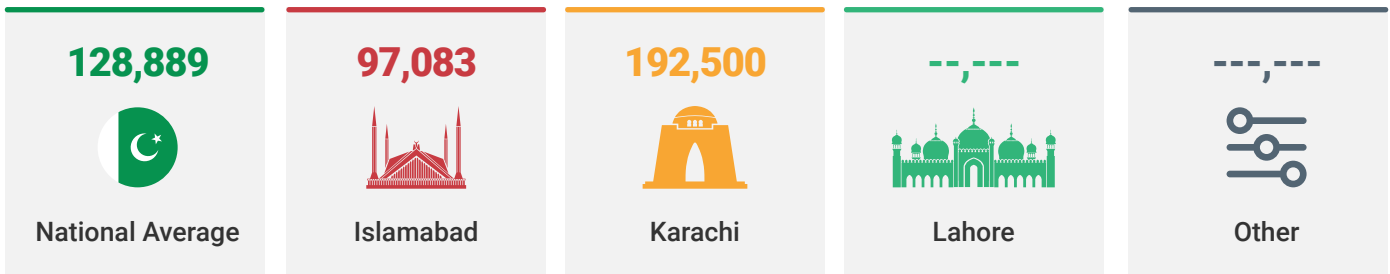 128,889
National Average
97,083
Islamabad
192,500
Karachi
--,---
Lahore
---,---
Other